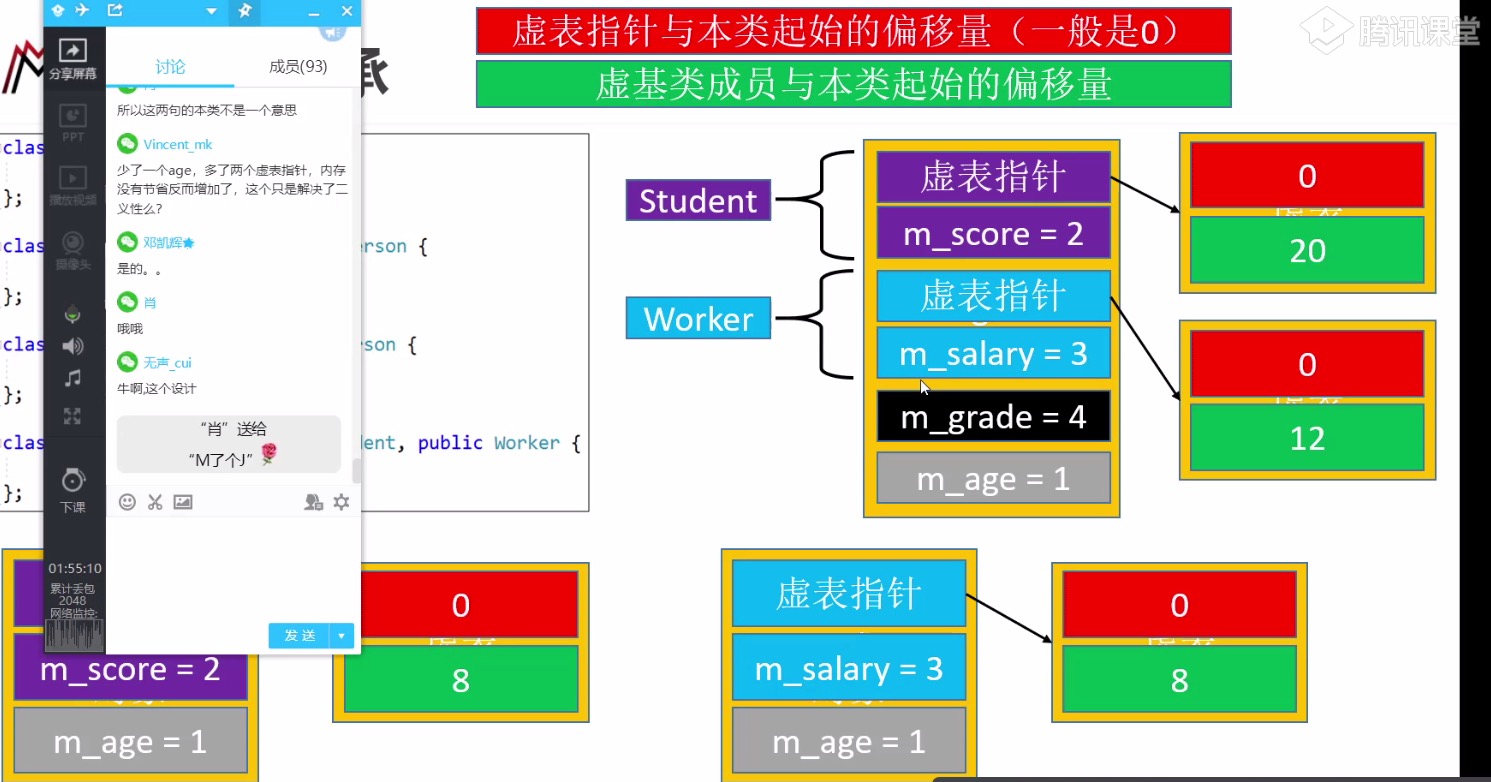 虚表指针与本类起始的偏移量（一般是0）
腾讯课堂
虚基类成员与本类起始的偏移量
承
分享屏幕
PPT
播放视频
摄像头
下课
01:55:10
累计丢包
2048
网络监控:
讨论
成员(93)
所以这两句的本类不是一个意思
Vincent_mk
少了一个age，多了两个虚表指针，内存
没有节省反而增加了，这个只是解决了二
义性么?
邓凯辉★
是的。。
肖
哦哦
无声_cui
牛啊,这个设计
“肖”送给
“M了个J”
发 送
clas
};
clas
rson {
};
clas
son {
};
clas
dent, public Worker {
};
Student
虚表指针
m_score = 2
Worker
虚表指针
m_salary = 3
m_grade = 4
m_age = 1
0
20
0
12
m_score = 2
m_age = 1
0
8
虚表指针
m_salary = 3
m_age = 1
0
8